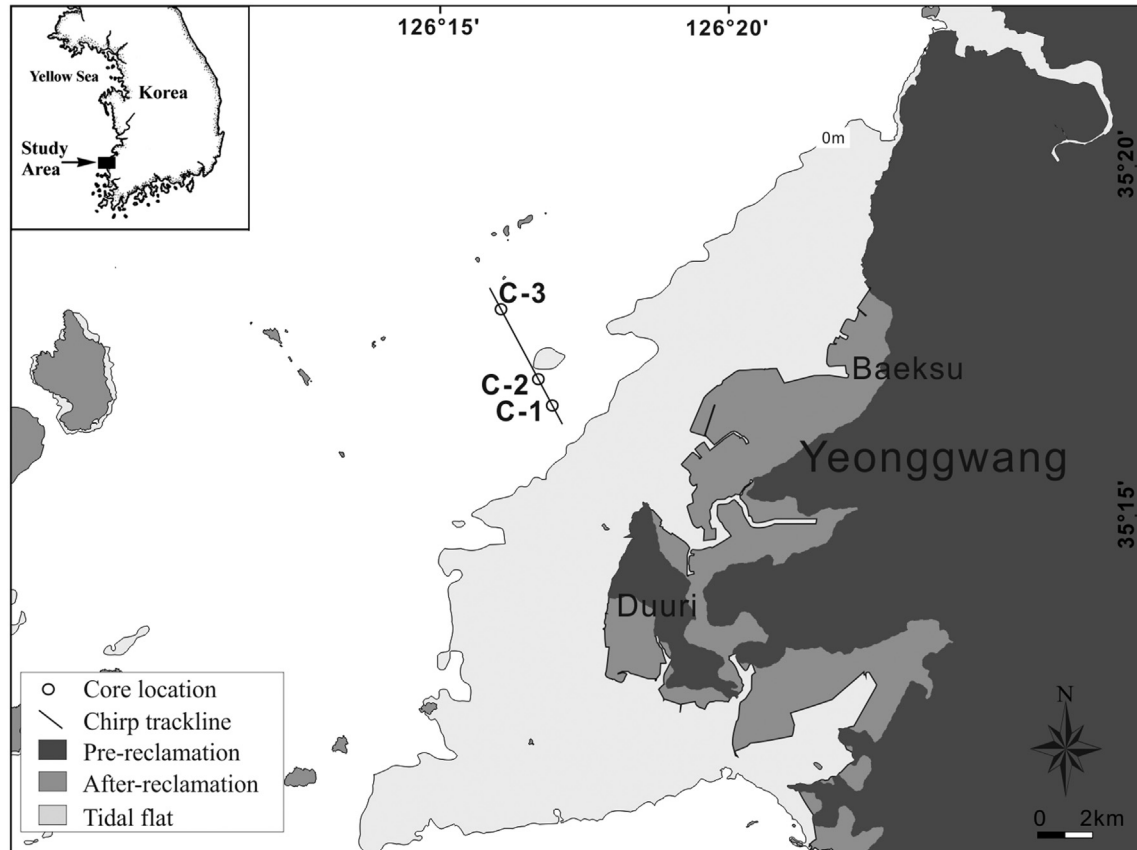 126°15'
126°20'
Yellow Sea
Korea
Study
Area
0m
35°20'
C-3
C-2
C-1
Baeksu
Yeonggwang
35°15'
Duuri
Core location
Chirp trackline
Pre-reclamation
After-reclamation
Tidal flat
N
0 2km